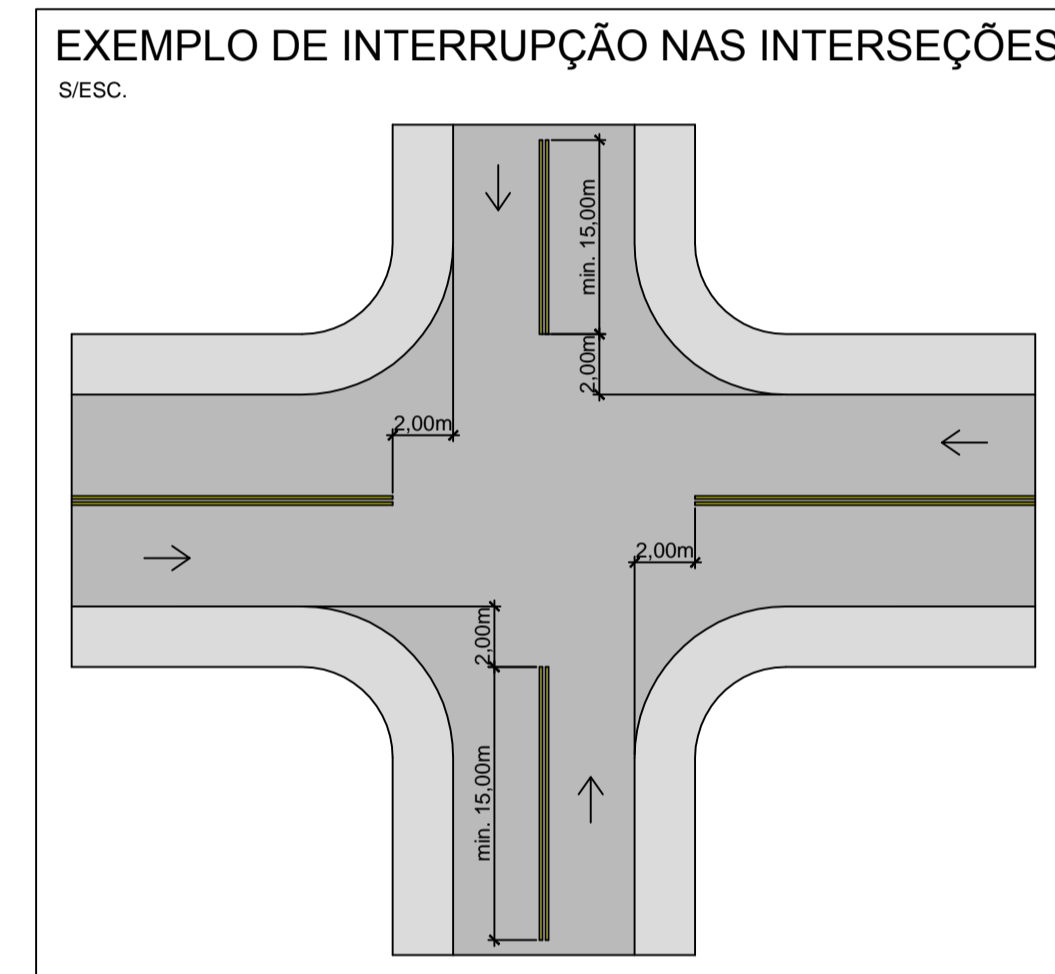 EXEMPLO DE INTERRUPÇÃO NAS INTERSEÇÕES
S/ESC.
min. 15,00m
2,00m
2,00m
2,00m
2,00m
min. 15,00m